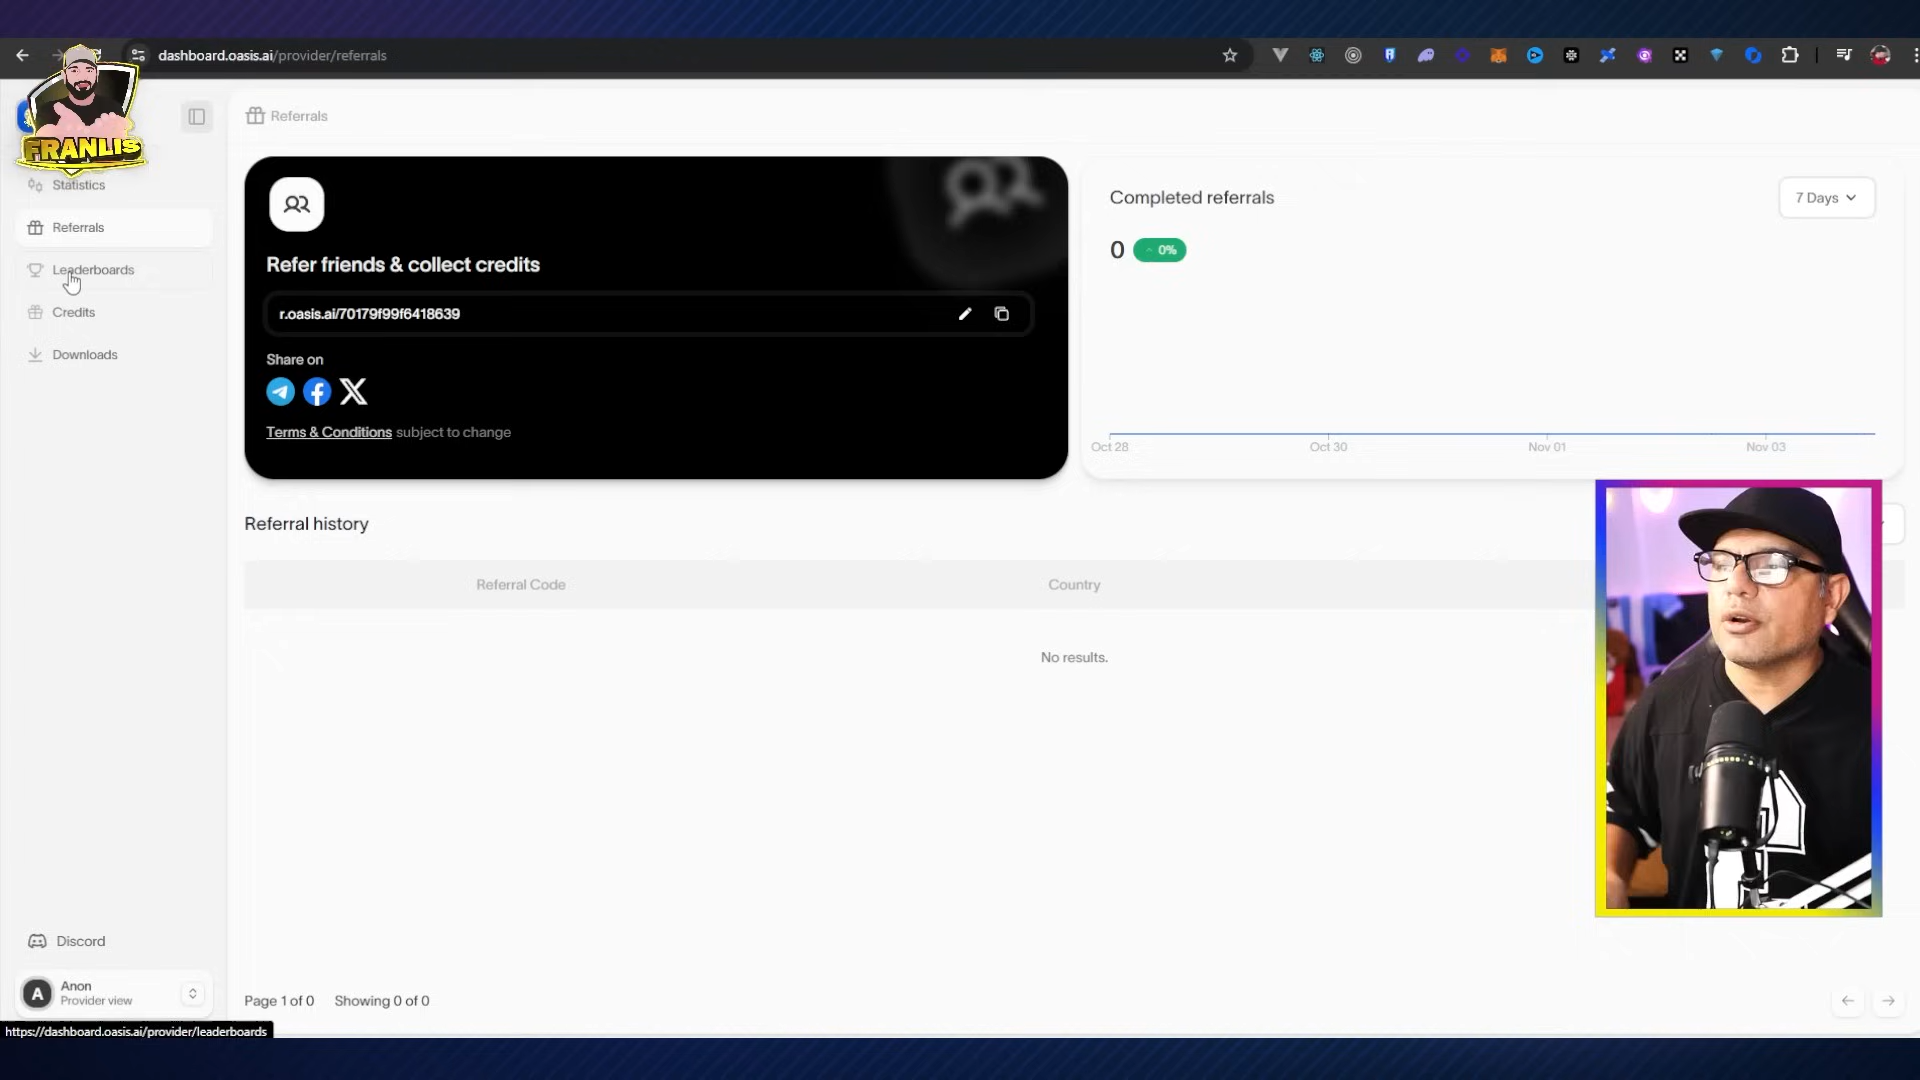 dashboard.oasis.ai/provider/referrals
FRANLIS
Statistics
Referrals
Leaderboards
Credits
Downloads
Referrals
Refer friends & collect credits
r.oasis.ai/70179f99f6418639
Share on
Terms & Conditions subject to change
Completed referrals
7 Days
0 0%
Oct 28 Oct 30 Nov 01 Nov 03
Referral history
Referral Code Country
No results.
Discord
A
Anon
Provider view
Page 1 of 0 Showing 0 of 0
https://dashboard.oasis.ai/provider/leaderboards